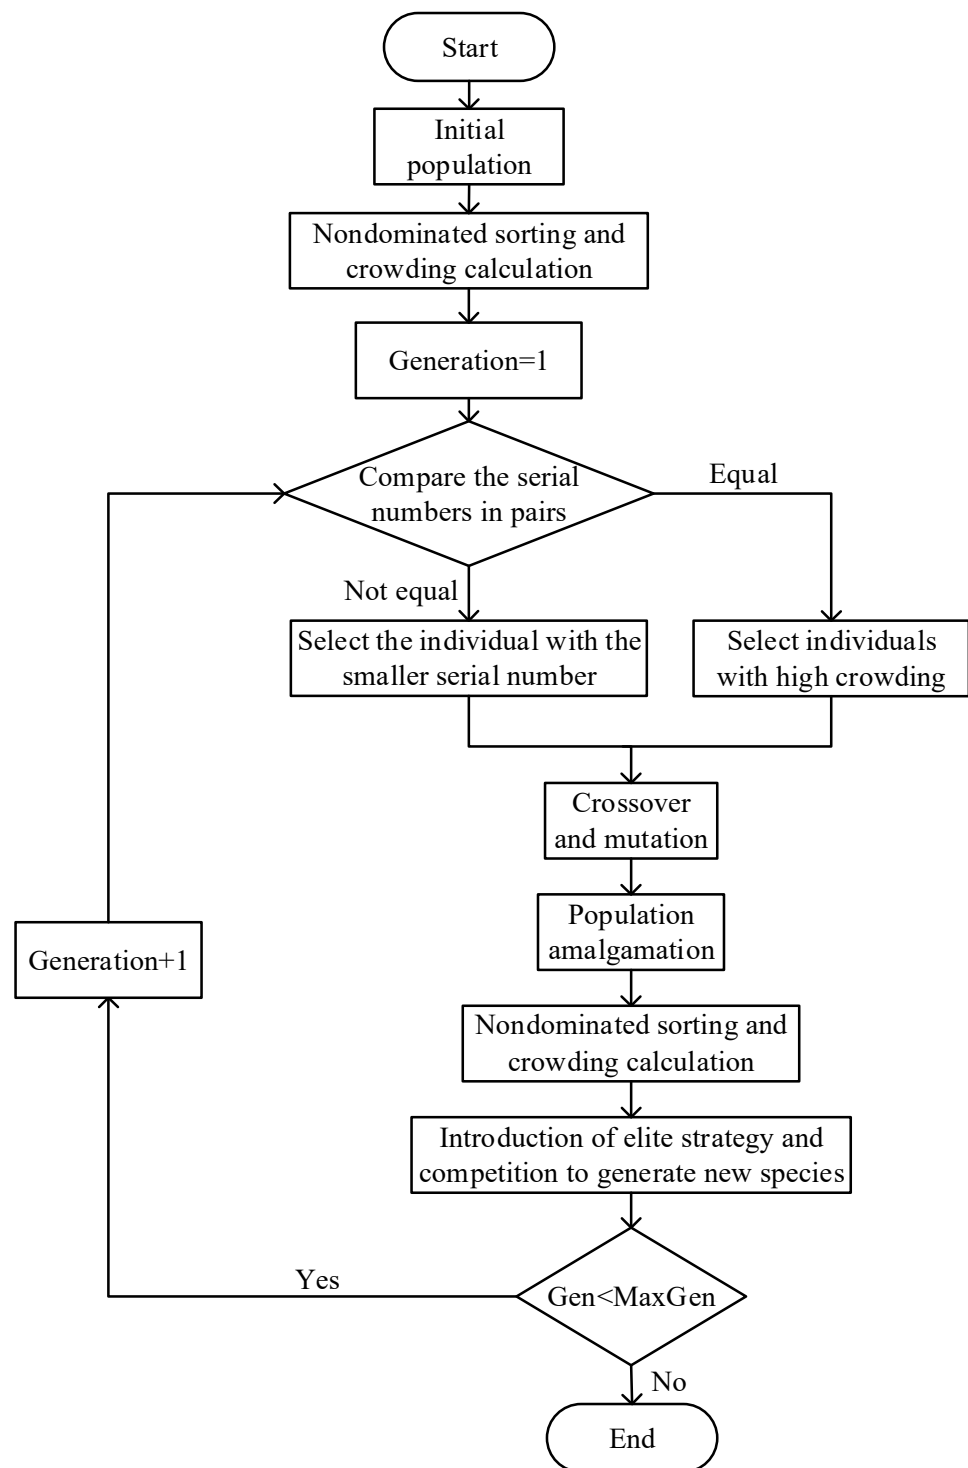 Start
Initial
population
Nondominated sorting and
crowding calculation
Generation=1
Compare the serial
numbers in pairs
Equal
Not equal
Select the individual with the
smaller serial number
Select individuals
with high crowding
Crossover
and mutation
Population
amalgamation
Generation+1
Nondominated sorting and
crowding calculation
Introduction of elite strategy and
competition to generate new species
Yes
Gen<MaxGen
No
End